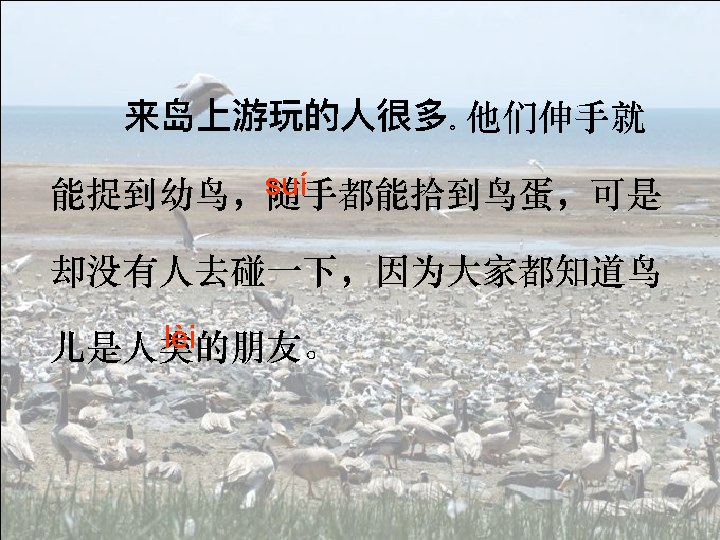 来岛上游玩的人很多。他们伸手就
suí
能捉到幼鸟，随手都能拾到鸟蛋，可是
却没有人去碰一下，因为大家都知道鸟
lèi
儿是人类的朋友。